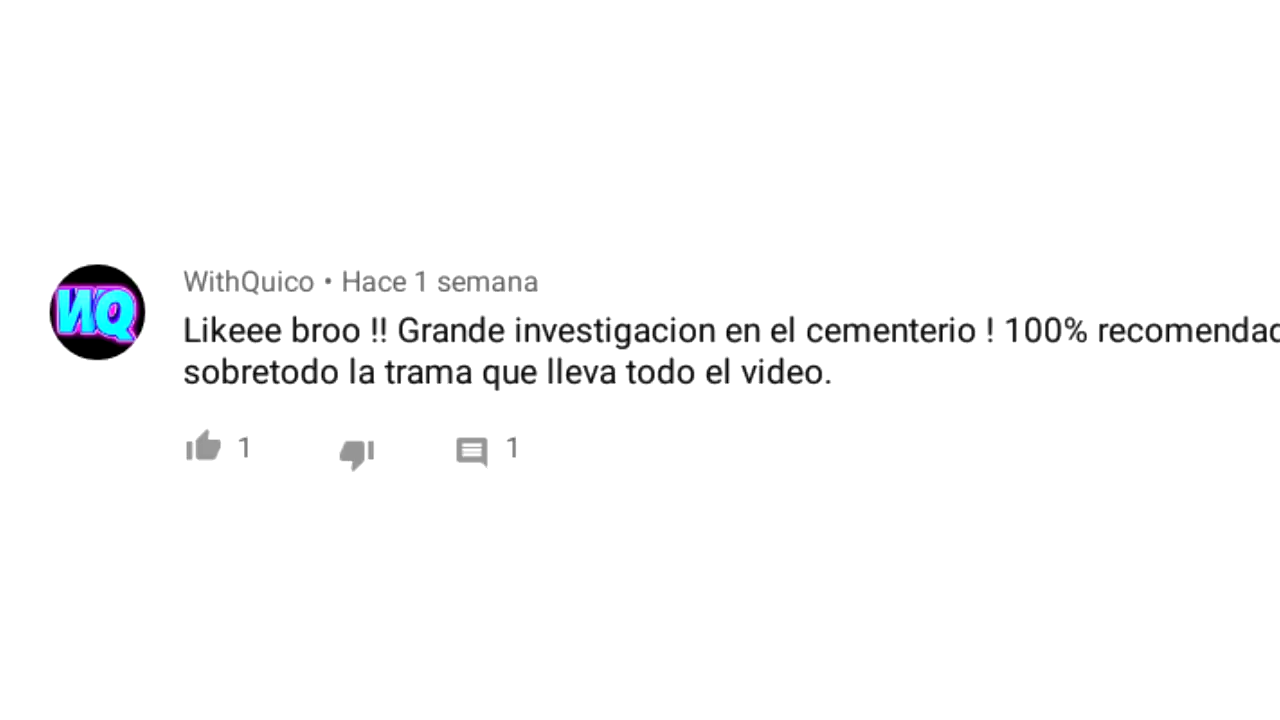 WQ
WithQuico • Hace 1 semana
Likeee broo !! Grande investigacion en el cementerio ! 100% recomendad
sobretodo la trama que lleva todo el video.
1 1